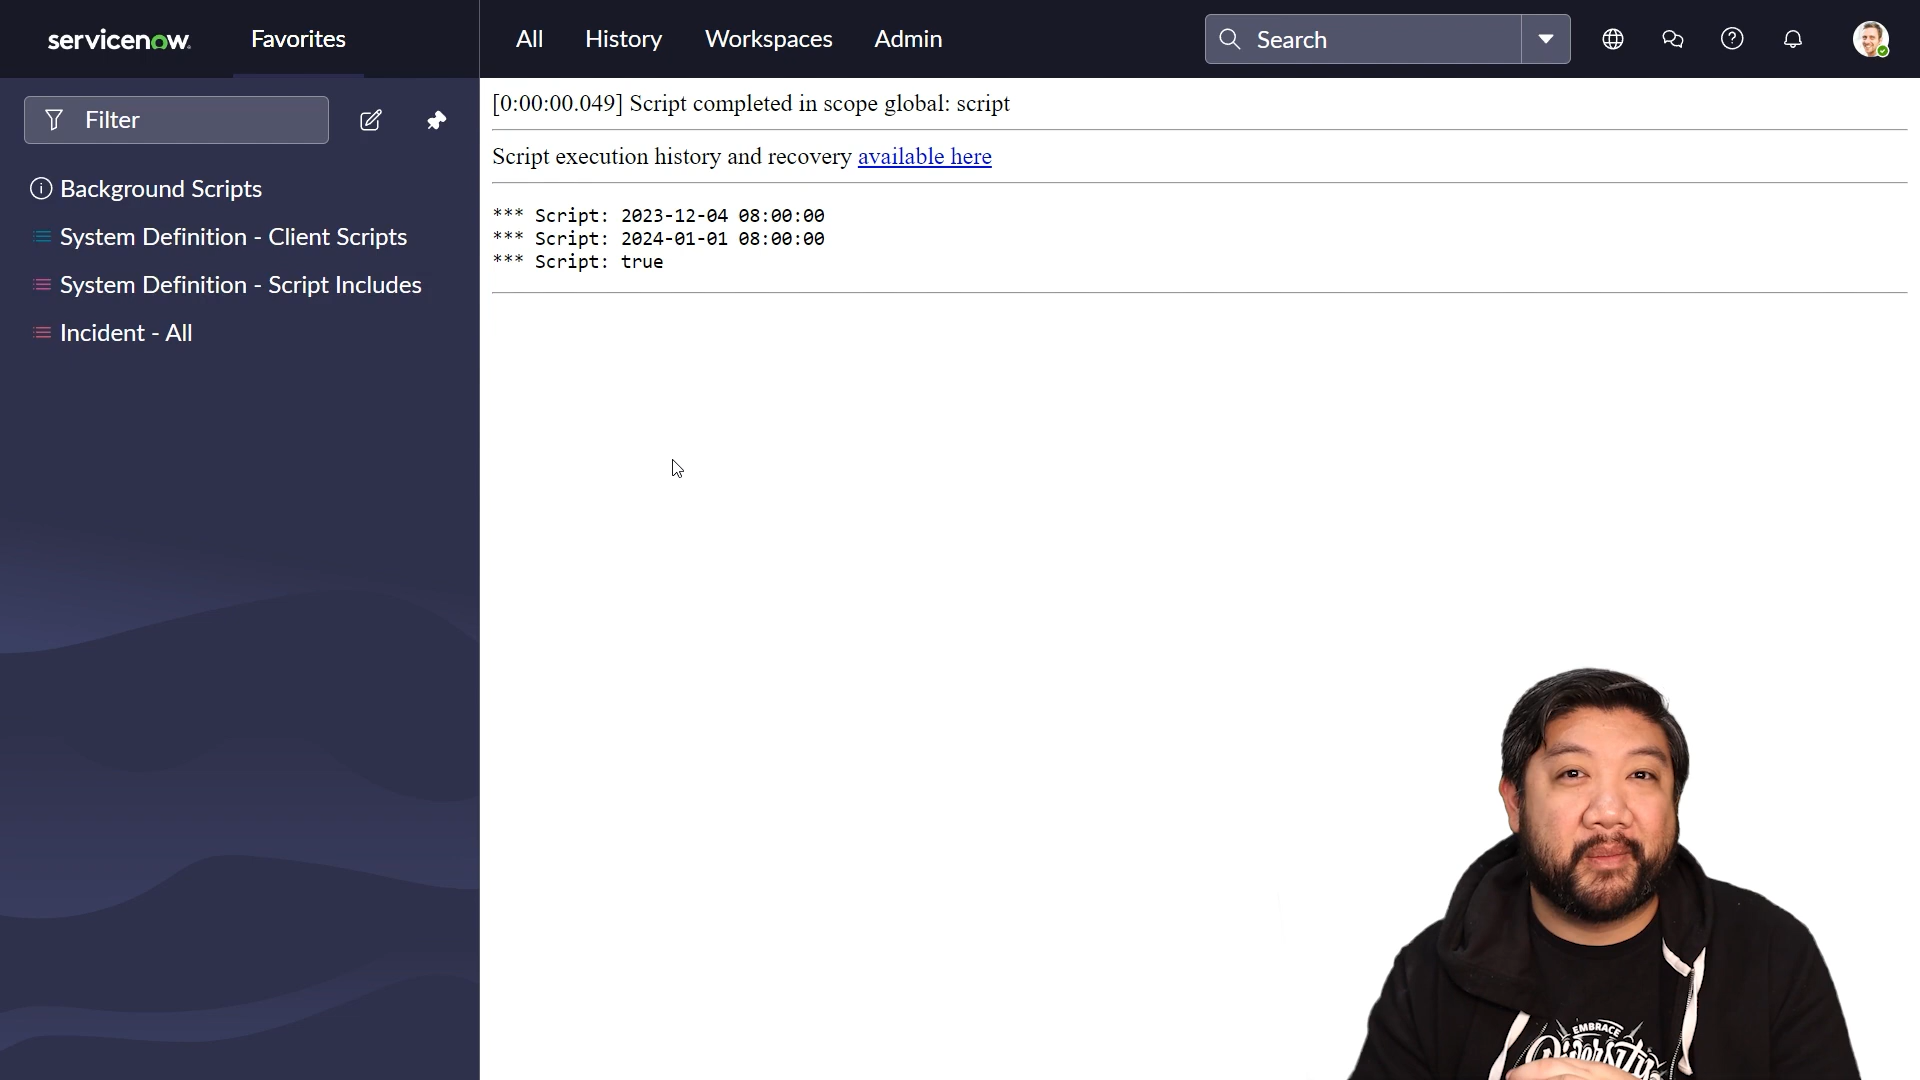 servicenow
Favorites
All
History
Workspaces
Admin
Search
Filter
Background Scripts
System Definition - Client Scripts
System Definition - Script Includes
Incident - All
[0:00:00.049] Script completed in scope global: script
Script execution history and recovery available here
*** Script: 2023-12-04 08:00:00
*** Script: 2024-01-01 08:00:00
*** Script: true
EMBRACE
Diversity